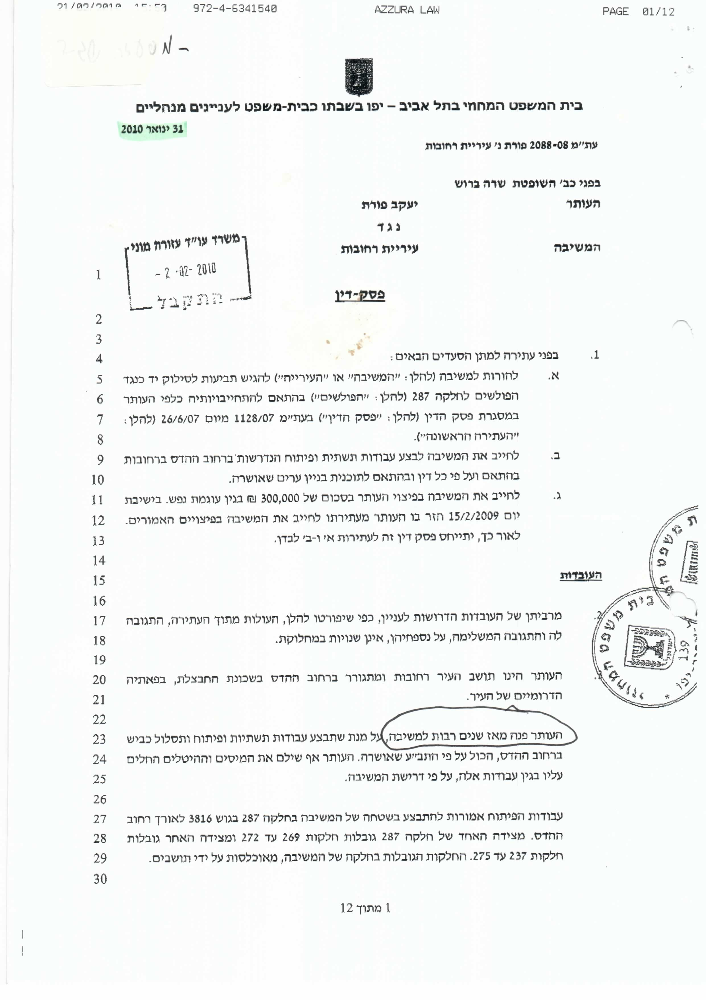 21/02/2010 15:50 972-4-6341540 AZZURA LAW PAGE 01/12
בית המשפט המחוזי בתל אביב – יפו בשבתו כבית-משפט לעניינים מנהליים
31 ינואר 2010
עת״מ 2088-08 פורת נ׳ עיריית רחובות
בפני כב׳ השופטת שרה ברוש
העותר יעקב פורת
נ ג ד
המשיבה עיריית רחובות
משרד עו״ד עזורה מוני
- 2 -02- 2010
התקבל
1
פסק-דין
2
3
1. בפני עתירה למתן הסעדים הבאים: 4
א. להורות למשיבה (להלן: ״המשיבה״ או ״העירייה״) להגיש תביעות לסילוק יד כנגד 5
הפולשים לחלקה 287 (להלן: ״הפולשים״) בהתאם להתחייבויותיה כלפי העותר 6
במסגרת פסק הדין (להלן: ״פסק הדין״) בעת״מ 1128/07 מיום 26/6/07 (להלן: 7
״העתירה הראשונה״). 8
ב. לחייב את המשיבה לבצע עבודות תשתית ופיתוח הנדרשות ברחוב ההדס ברחובות 9
בהתאם ועל פי כל דין ובהתאם לתוכנית בניין ערים שאושרה. 10
ג. לחייב את המשיבה בפיצוי העותר בסכום של 300,000 ₪ בגין עוגמת נפש. בישיבת 11
יום 15/2/2009 חזר בו העותר מעתירתו לחייב את המשיבה בפיצויים האמורים. 12
לאור כך, יתייחס פסק דין זה לעתירות א׳ ו-ב׳ לבדן. 13
14
העובדות 15
16
2. מרביתן של העובדות הדרושות לעניין, כפי שיפורטו להלן, העולות מתוך העתירה, התגובה 17
לה והתגובה המשלימה, על נספחיהן, אינן שנויות במחלוקת. 18
19
העותר הינו תושב העיר רחובות ומתגורר ברחוב ההדס בשכונת החבצלת, בפאתיה 20
הדרומיים של העיר. 21
22
העותר פנה מאז שנים רבות למשיבה, על מנת שתבצע עבודות תשתיות ופיתוח ותסלול כביש 23
ברחוב ההדס, הכול על פי התב״ע שאושרה. העותר אף שילם את המיסים וההיטלים החלים 24
עליו בגין עבודות אלה, על פי דרישת המשיבה. 25
26
עבודות הפיתוח אמורות להתבצע בשטחה של המשיבה בחלקה 287 בגוש 3816 לאורך רחוב 27
ההדס. מצידה האחד של חלקה 287 גובלות חלקות 269 עד 272 ומצידה האחר גובלות 28
חלקות 237 עד 275. החלקות הגובלות בחלקה של המשיבה, מאוכלסות על ידי תושבים. 29
30
ת משפט
בית משפט המחוזי
139
1 מתוך 12